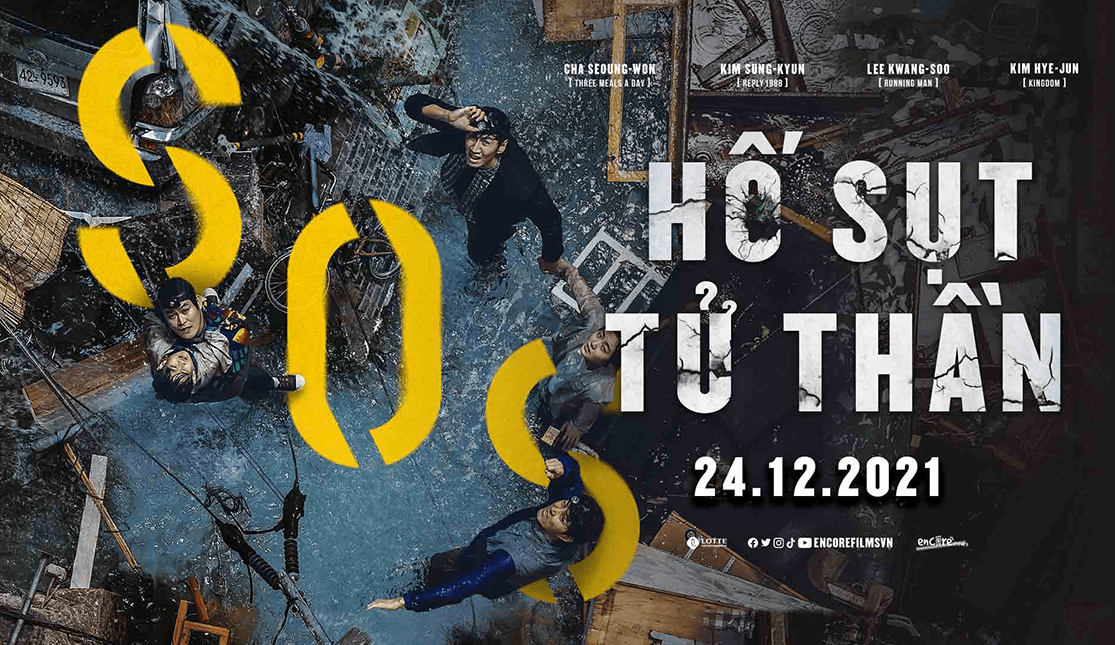 42-9593
SOS
CHA SEOUNG-WON
[ THREE MEALS A DAY ]
KIM SUNG-KYUN
[ REPLY 1988 ]
LEE KWANG-SOO
[ RUNNING MAN ]
KIM HYE-JUN
[ KINGDOM ]
HỐ SỤT
TỬ THẦN
24.12.2021
LOTTE
ENCOREFILMSVN
encore